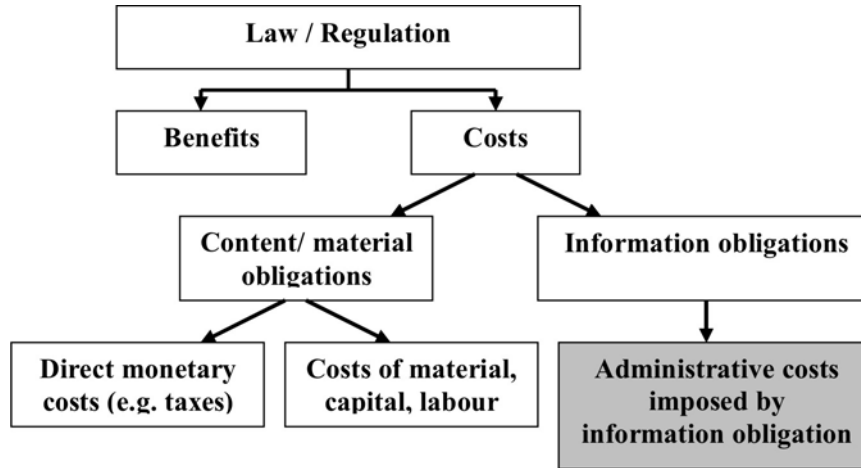 Law / Regulation
Benefits
Costs
Content/ material
obligations
Information obligations
Direct monetary
costs (e.g. taxes)
Costs of material,
capital, labour
Administrative costs
imposed by
information obligation